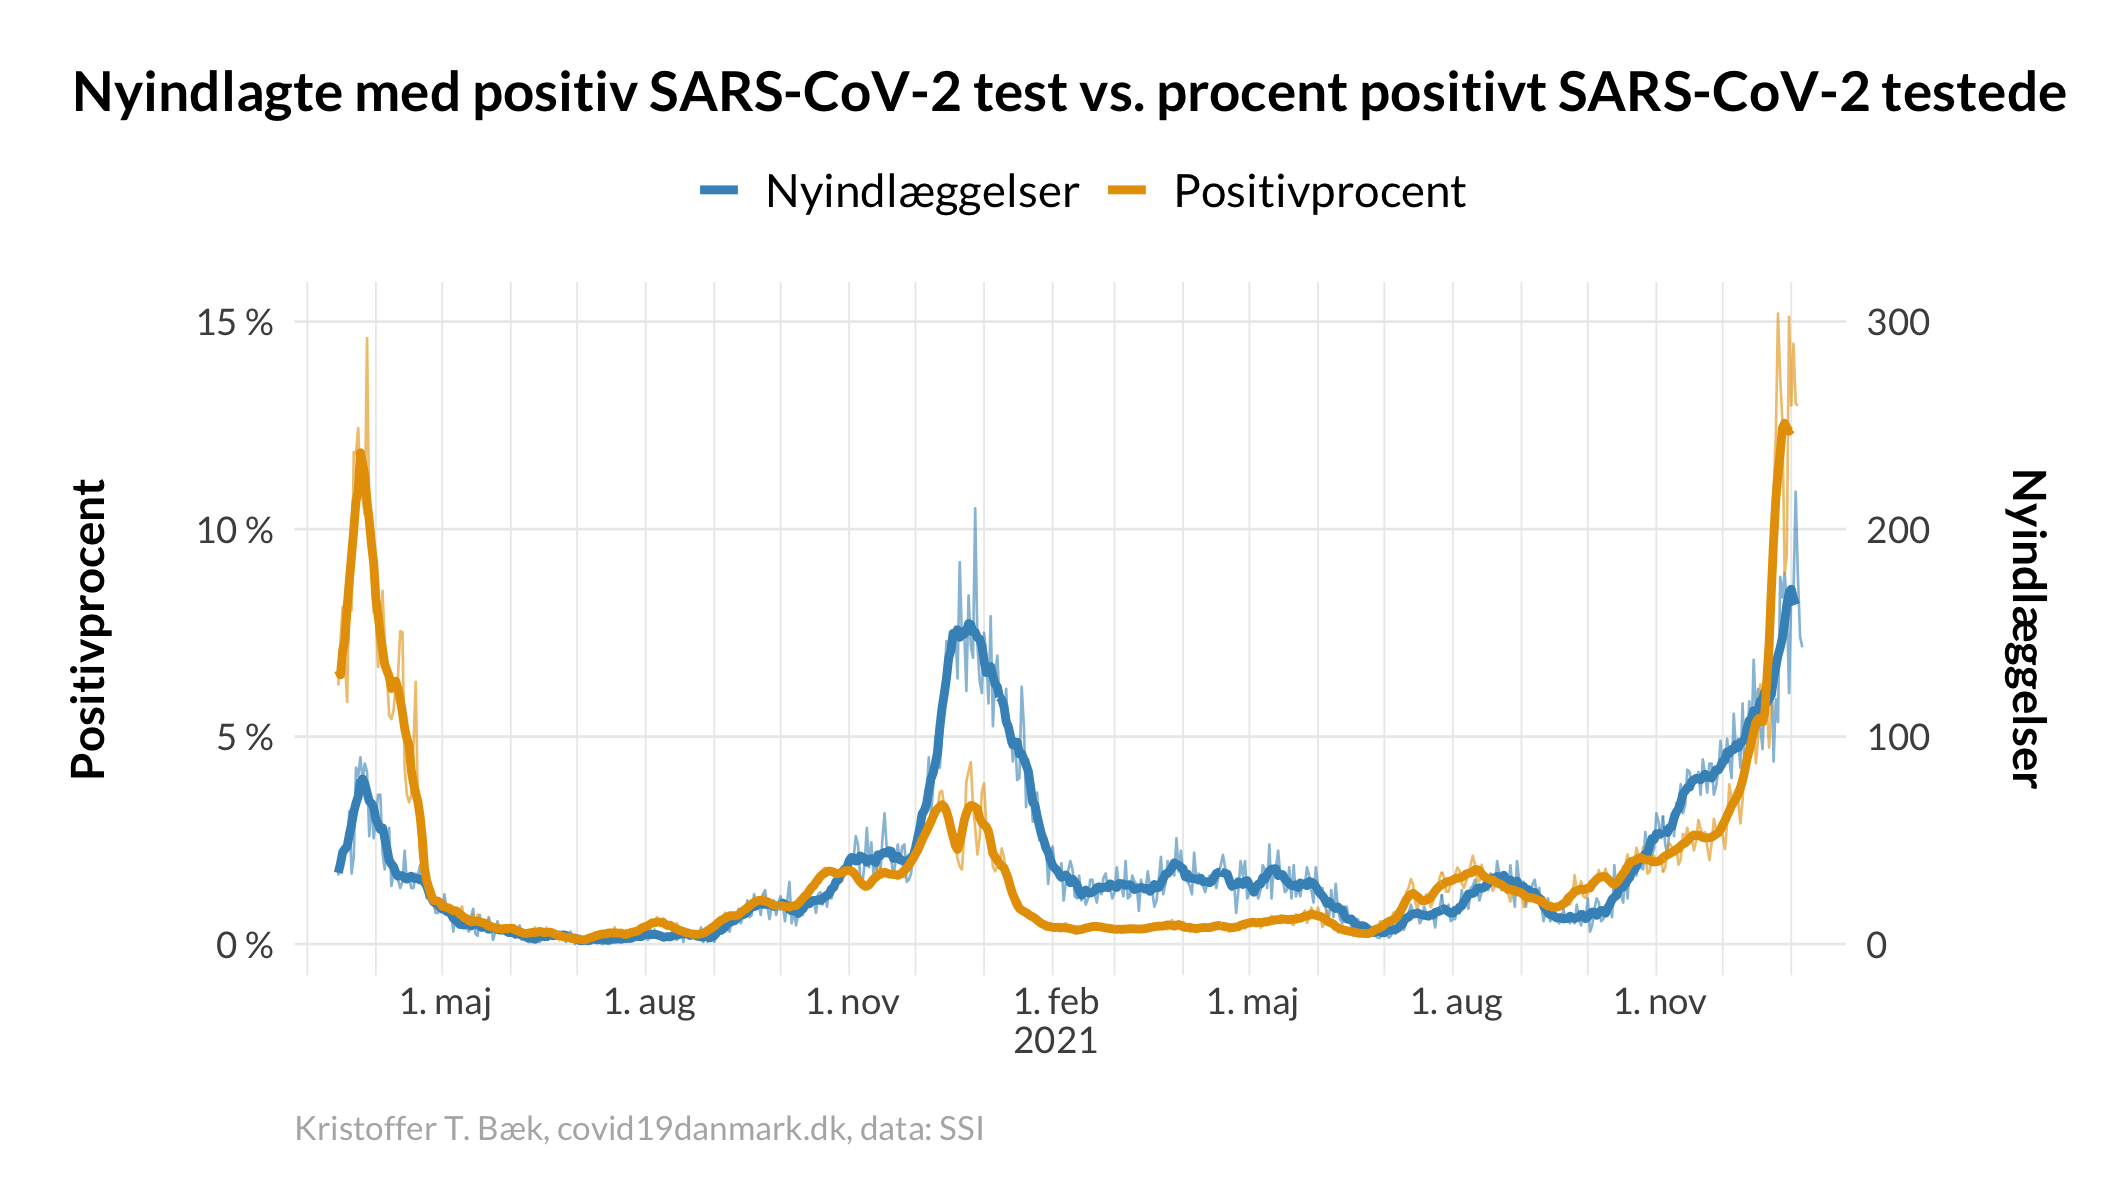 Nyindlagte med positiv SARS-CoV-2 test vs. procent positivt SARS-CoV-2 testede
Nyindlæggelser
Positivprocent
15 %
10 %
5 %
0 %
Positivprocent
300
200
100
0
Nyindlæggelser
1. maj
1. aug
1. nov
1. feb
2021
1. maj
1. aug
1. nov
Kristoffer T. Bæk, covid19danmark.dk, data: SSI